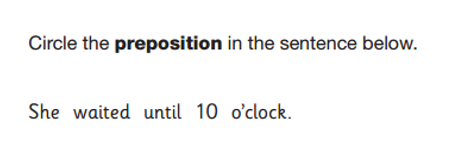 Circle the preposition in the sentence below.
She waited until 10 o'clock.